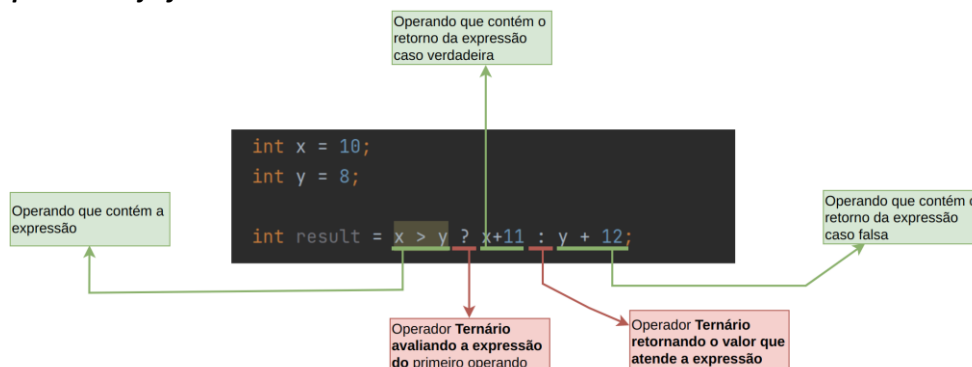 Operando que contém o
retorno da expressão
caso verdadeira
int x = 10;
int y = 8;
int result = x > y ? x+11 : y + 12;
Operando que contém a
expressão
Operando que contém o
retorno da expressão
caso falsa
Operador Ternário
avaliando a expressão
do primeiro operando
Operador Ternário
retornando o valor que
atende a expressão